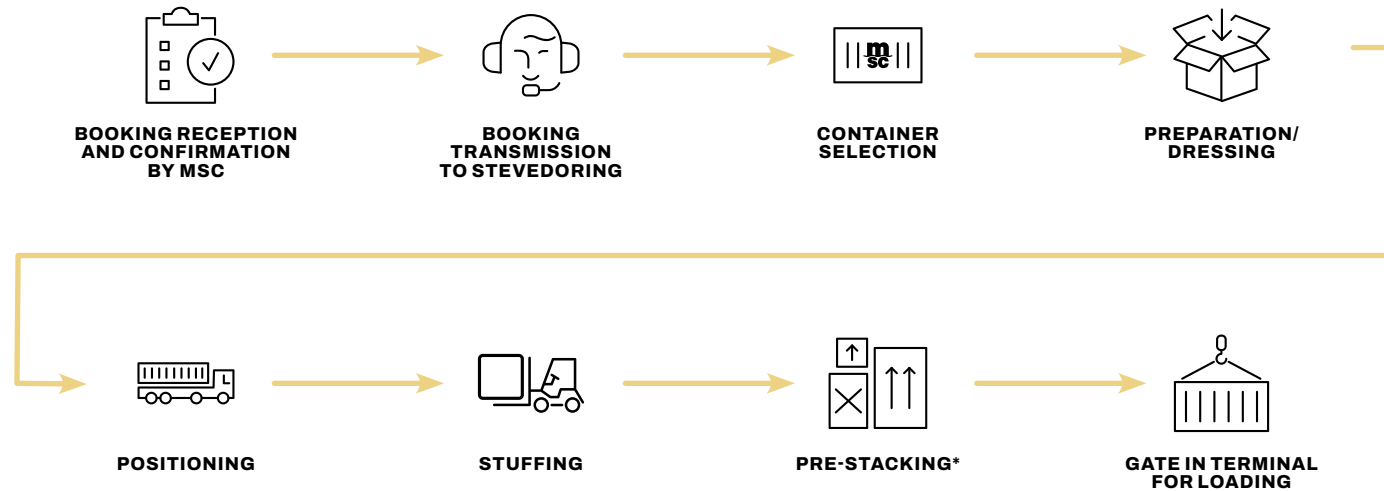 m
sc
BOOKING RECEPTION
AND CONFIRMATION
BY MSC
BOOKING
TRANSMISSION
TO STEVEDORING
CONTAINER
SELECTION
PREPARATION/
DRESSING
POSITIONING
STUFFING
PRE-STACKING*
GATE IN TERMINAL
FOR LOADING